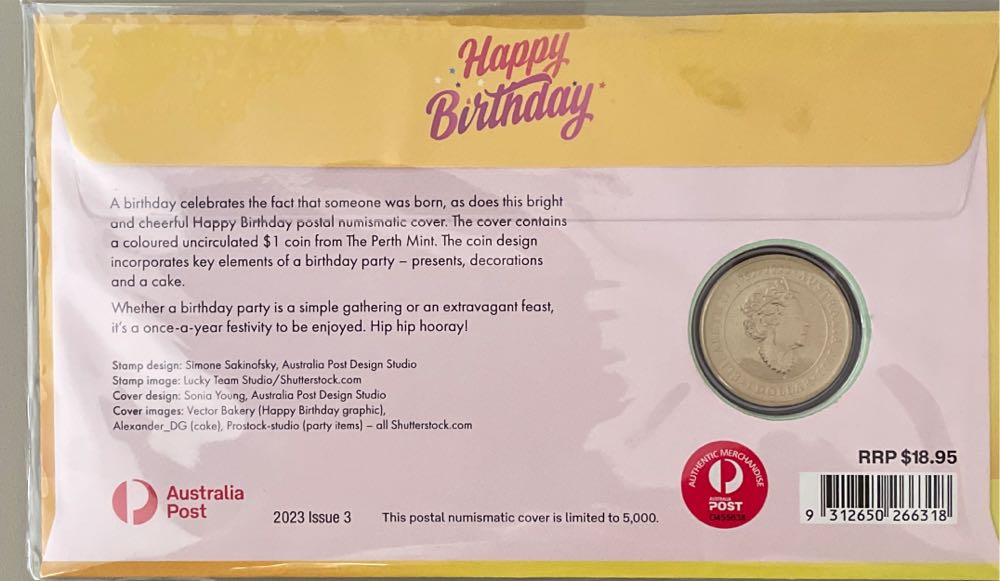 Happy
Birthday
A birthday celebrates the fact that someone was born, as does this bright
and cheerful Happy Birthday postal numismatic cover. The cover contains
a coloured uncirculated $1 coin from The Perth Mint. The coin design
incorporates key elements of a birthday party – presents, decorations
and a cake.
Whether a birthday party is a simple gathering or an extravagant feast,
it's a once-a-year festivity to be enjoyed. Hip hip hooray!
Stamp design: Simone Sakinofsky, Australia Post Design Studio
Stamp image: Lucky Team Studio/Shutterstock.com
Cover design: Sonia Young, Australia Post Design Studio
Cover images: Vector Bakery (Happy Birthday graphic),
Alexander_DG (cake), Prostock-studio (party items) – all Shutterstock.com
Australia
Post
2023 Issue 3
This postal numismatic cover is limited to 5,000.
AUTHENTIC MERCHANDISE
AUSTRALIA
POST
RRP $18.95
9 312650 266318